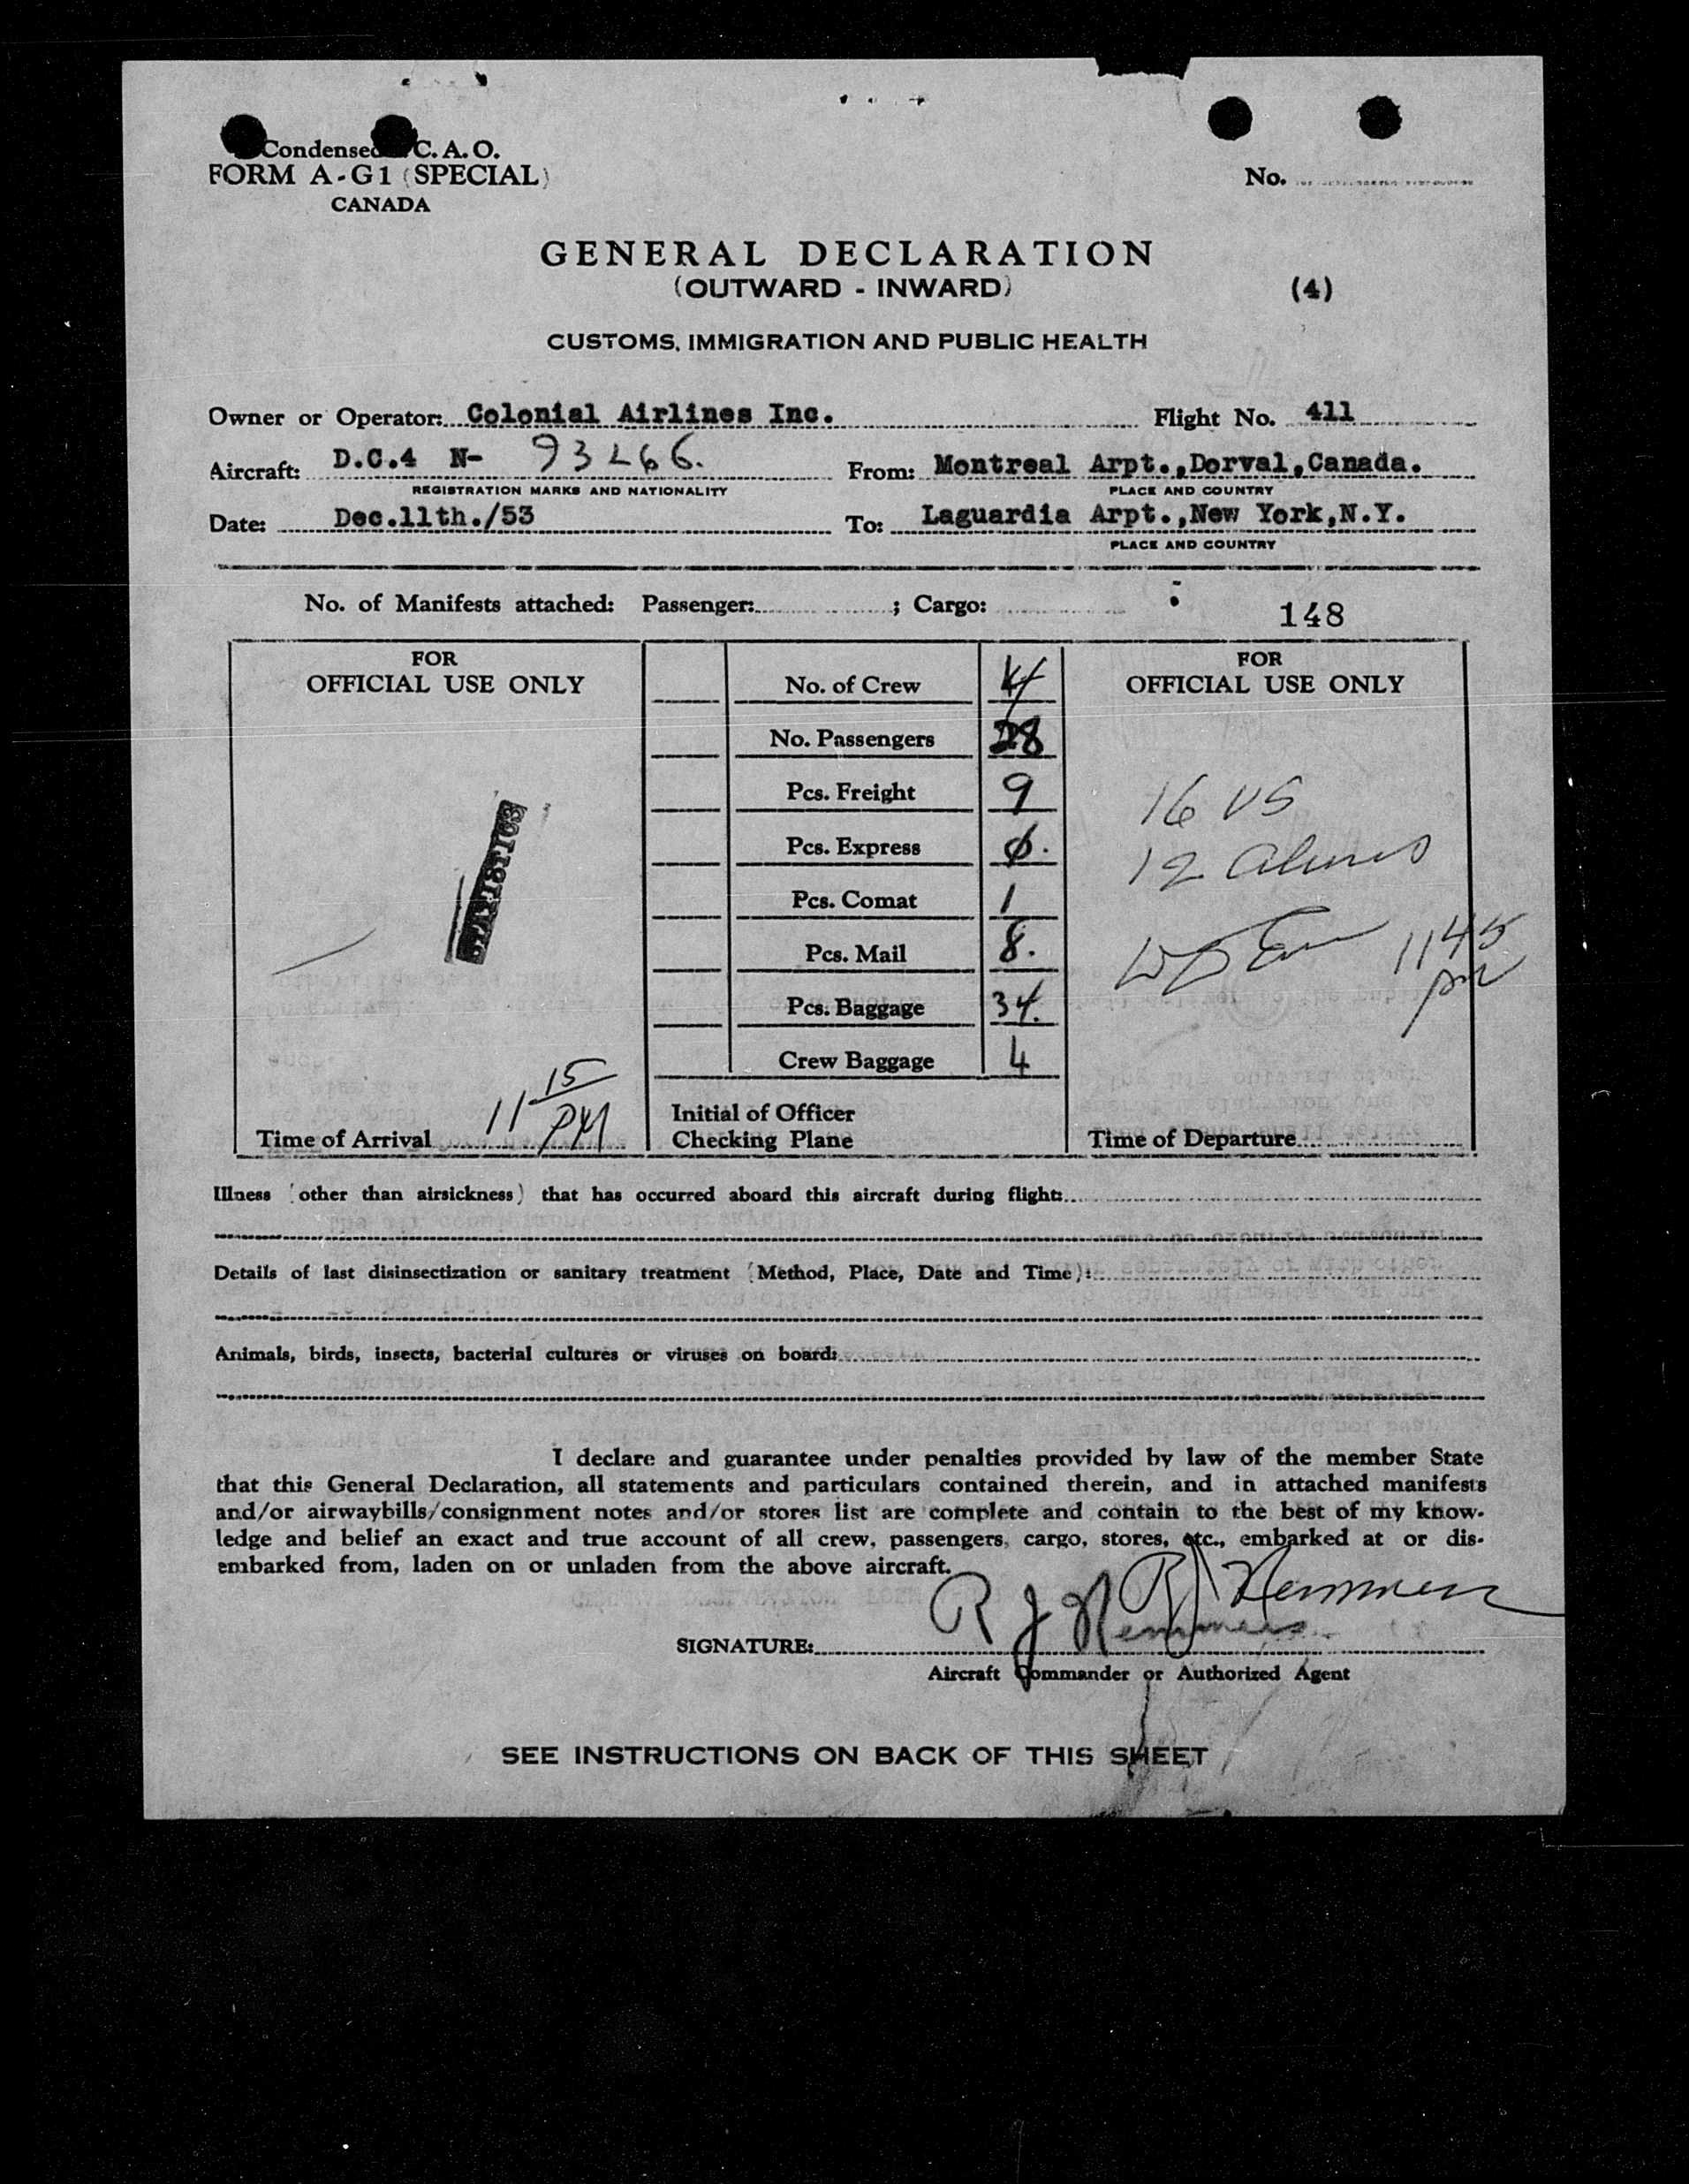 Condensed C. A. O.
FORM A-G1 (SPECIAL)
CANADA
No.
GENERAL DECLARATION
(OUTWARD - INWARD)
(4)
CUSTOMS, IMMIGRATION AND PUBLIC HEALTH
Owner or Operator: Colonial Airlines Inc. Flight No. 411
Aircraft: D.C.4 N- 93266. From: Montreal Arpt.,Dorval,Canada.
REGISTRATION MARKS AND NATIONALITY PLACE AND COUNTRY
Date: Dec.11th./53 To: Laguardia Arpt.,New York,N.Y.
PLACE AND COUNTRY
No. of Manifests attached: Passenger: ; Cargo:
148
FOR
OFFICIAL USE ONLY
Time of Arrival 11 15 PM
No. of Crew 4
No. Passengers 28
Pcs. Freight 9
Pcs. Express 0.
Pcs. Comat 1
Pcs. Mail 8.
Pcs. Baggage 34.
Crew Baggage 4
Initial of Officer
Checking Plane
FOR
OFFICIAL USE ONLY
16 US
12 aliens
1145
pm
Time of Departure
Illness (other than airsickness) that has occurred aboard this aircraft during flight:
Details of last disinsectization or sanitary treatment (Method, Place, Date and Time):
Animals, birds, insects, bacterial cultures or viruses on board:
I declare and guarantee under penalties provided by law of the member State
that this General Declaration, all statements and particulars contained therein, and in attached manifests
and/or airwaybills/consignment notes and/or stores list are complete and contain to the best of my know-
ledge and belief an exact and true account of all crew, passengers, cargo, stores, etc., embarked at or dis-
embarked from, laden on or unladen from the above aircraft.
R J Nemmers
SIGNATURE: R J Nemmers
Aircraft Commander or Authorized Agent
SEE INSTRUCTIONS ON BACK OF THIS SHEET